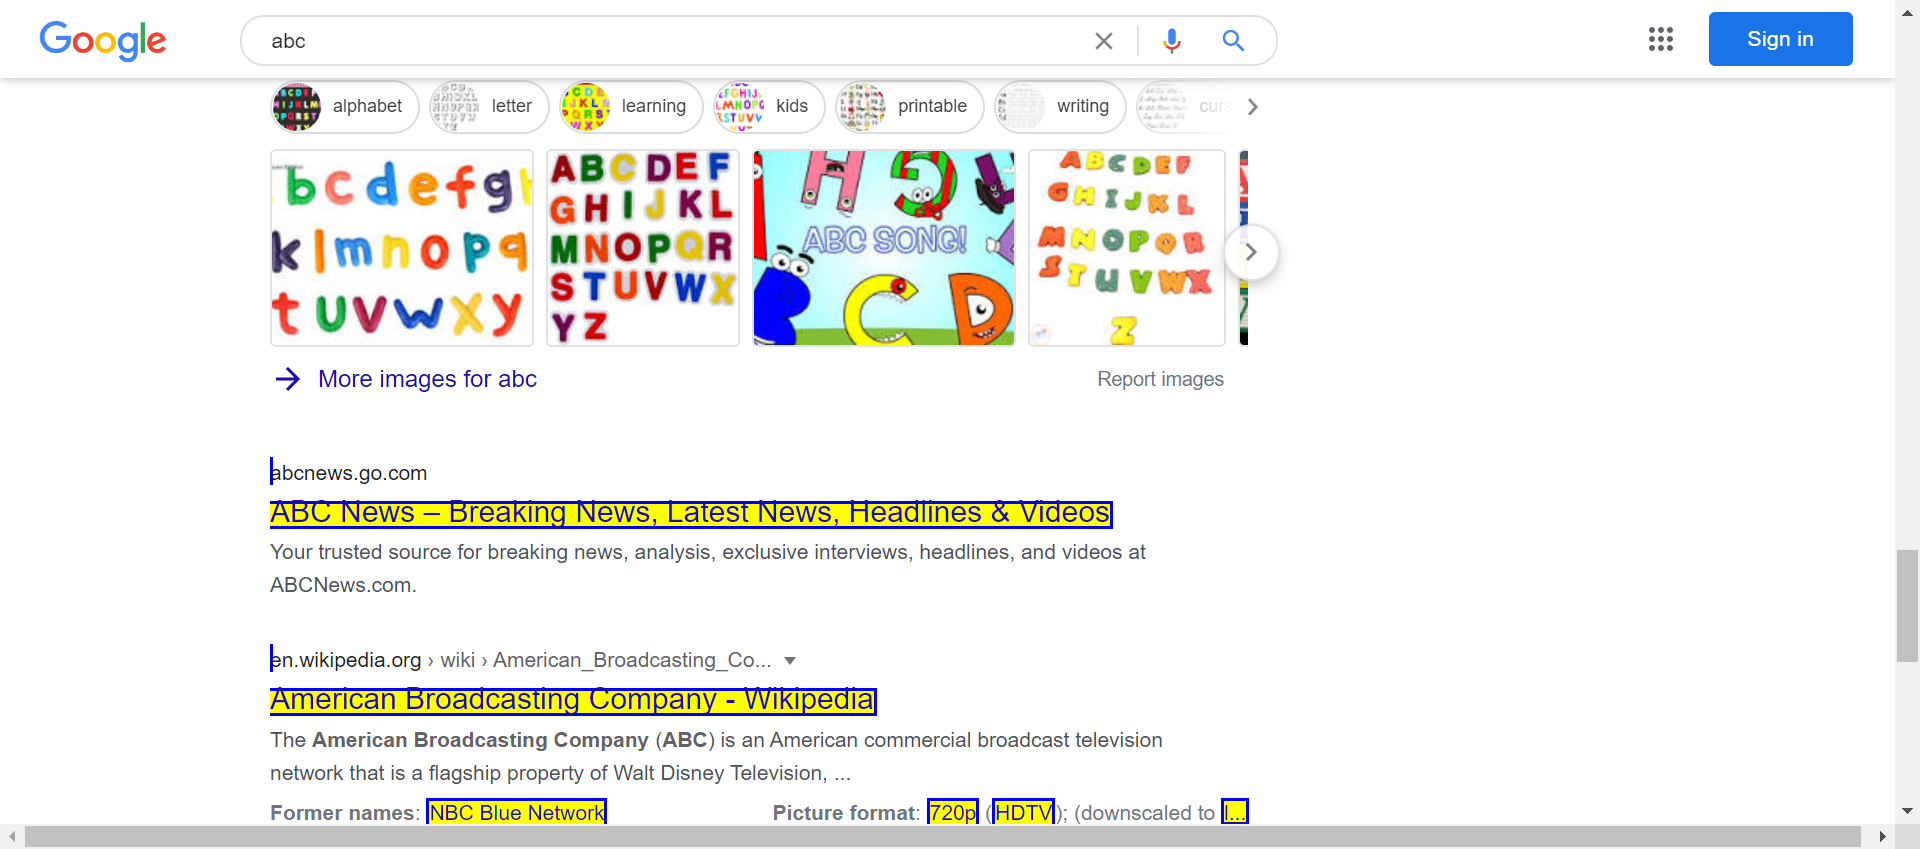 Google
abc
Sign in
alphabet
letter
learning
kids
printable
writing
curs
b c d e f g
k l m n o p q
t u v w x y
A B C D E F
G H I J K L
M N O P Q R
S T U V W X
Y Z
H G
ABC SONG!
B C D
A B C D E F
G H I J K L
M N O P Q R
S T U V W X
Z
More images for abc
Report images
abcnews.go.com
ABC News – Breaking News, Latest News, Headlines & Videos
Your trusted source for breaking news, analysis, exclusive interviews, headlines, and videos at
ABCNews.com.
en.wikipedia.org › wiki › American_Broadcasting_Co...
American Broadcasting Company - Wikipedia
The American Broadcasting Company (ABC) is an American commercial broadcast television
network that is a flagship property of Walt Disney Television, ...
Former names: NBC Blue Network
Picture format: 720p (HDTV); (downscaled to l...